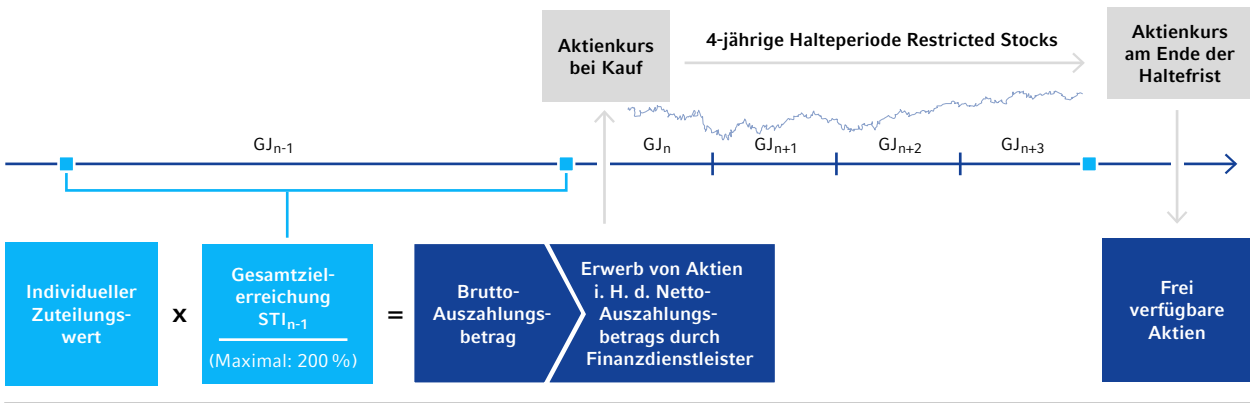 Aktienkurs
bei Kauf
4-jährige Halteperiode Restricted Stocks
Aktienkurs
am Ende der
Haltefrist
GJn-1
GJn
GJn+1
GJn+2
GJn+3
Individueller
Zuteilungs-
wert
x
Gesamtziel-
erreichung
STIn-1
(Maximal: 200 %)
=
Brutto-
Auszahlungs-
betrag
Erwerb von Aktien
i. H. d. Netto-
Auszahlungs-
betrags durch
Finanzdienstleister
Frei
verfügbare
Aktien